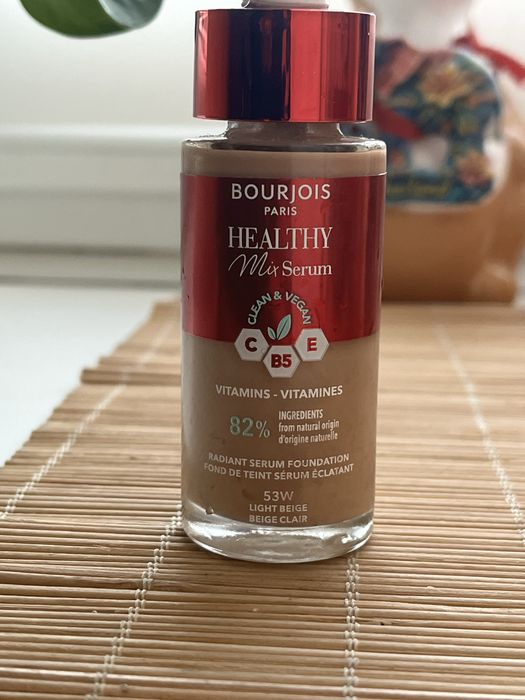 BOURJOIS
PARIS
HEALTHY
Mix Serum
CLEAN & VEGAN
C
B5
E
VITAMINS - VITAMINES
82%
INGREDIENTS
from natural origin
d'origine naturelle
RADIANT SERUM FOUNDATION
FOND DE TEINT SÉRUM ÉCLATANT
53W
LIGHT BEIGE
BEIGE CLAIR